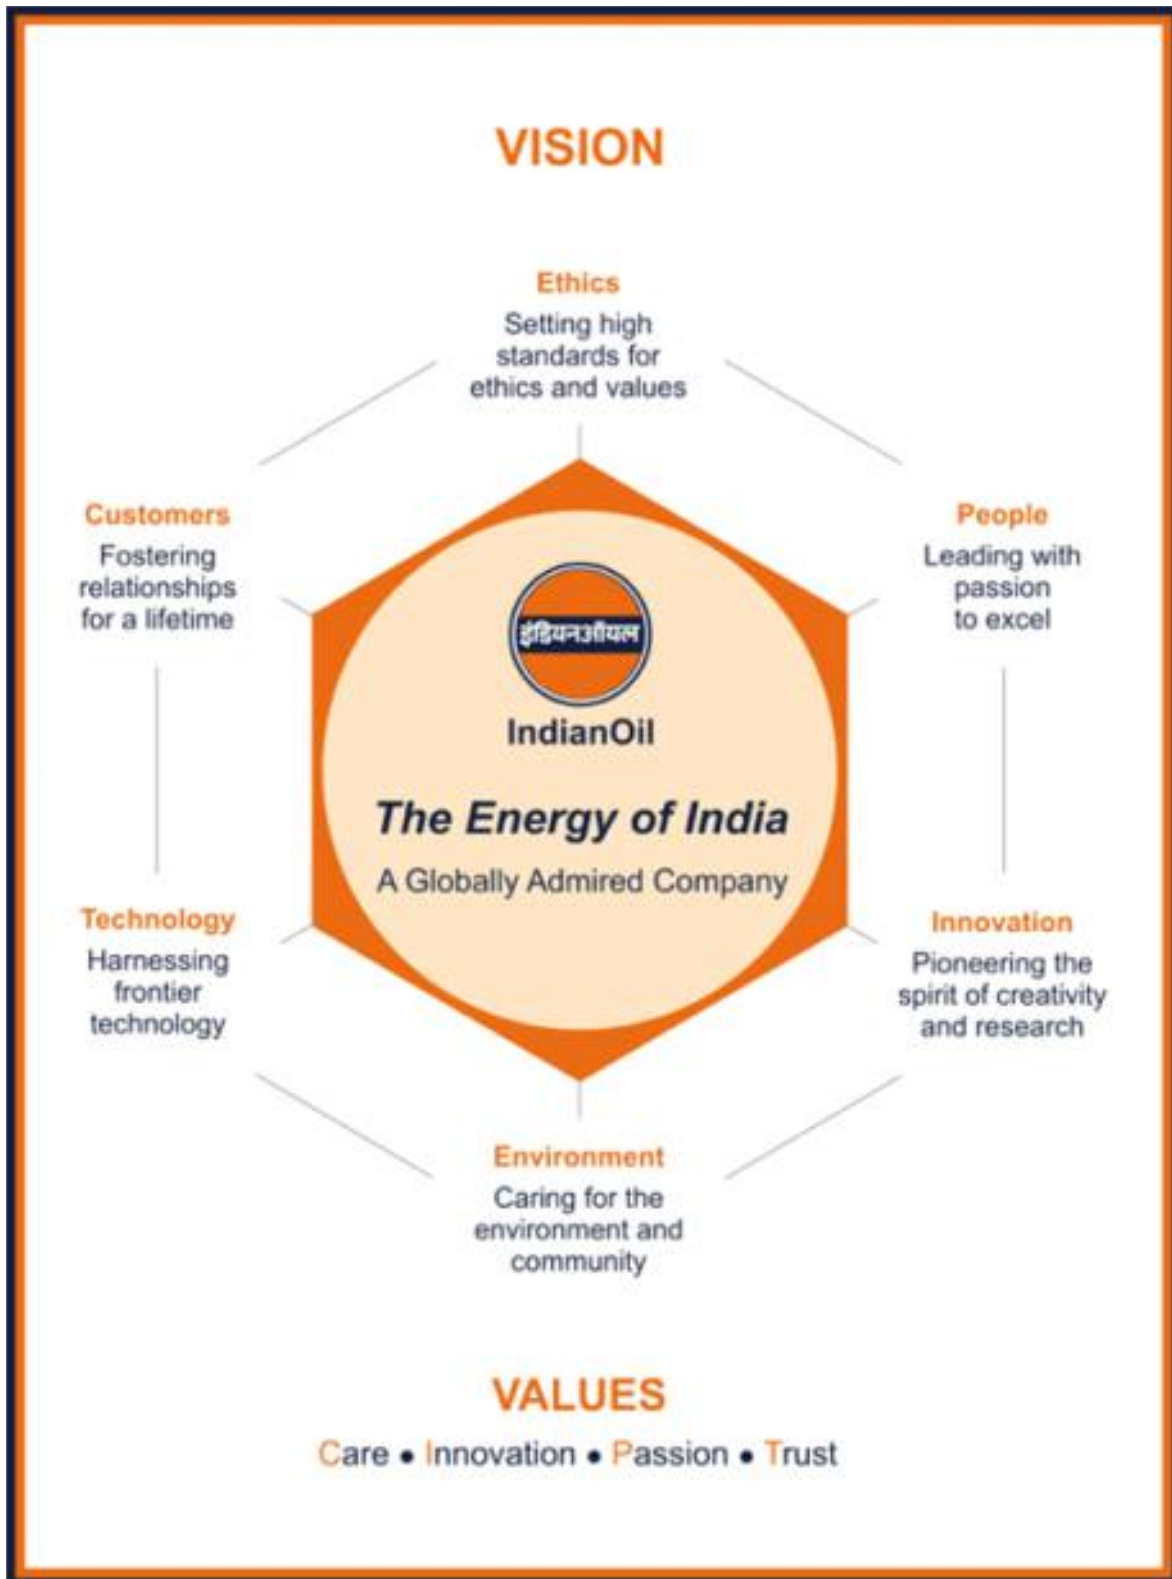 VISION
Ethics
Setting high
standards for
ethics and values
Customers
Fostering
relationships
for a lifetime
People
Leading with
passion
to excel
इंडियनऑयल
IndianOil
The Energy of India
A Globally Admired Company
Technology
Harnessing
frontier
technology
Innovation
Pioneering the
spirit of creativity
and research
Environment
Caring for the
environment and
community
VALUES
Care • Innovation • Passion • Trust